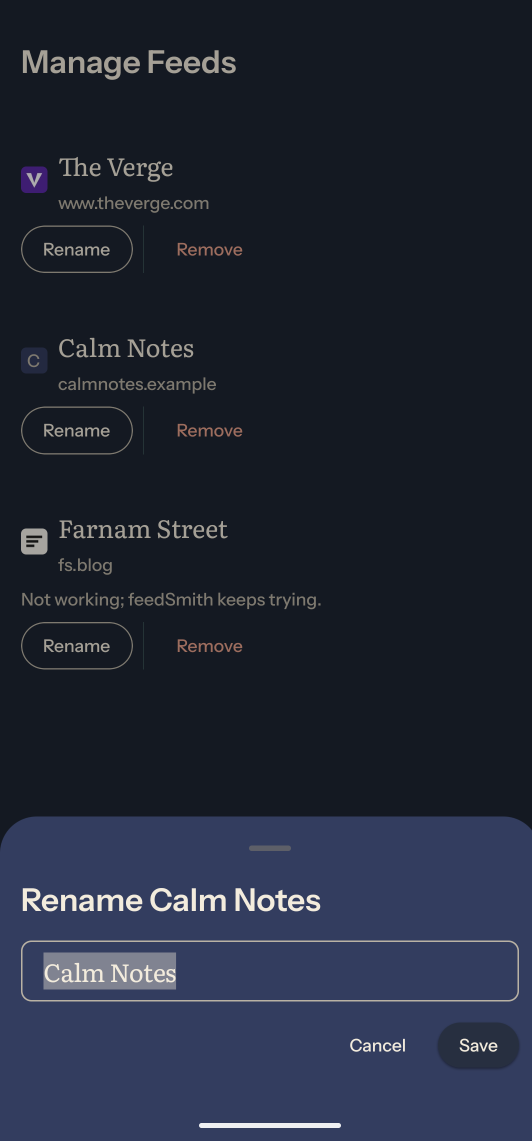 Manage Feeds
V
The Verge
www.theverge.com
Rename
Remove
C
Calm Notes
calmnotes.example
Rename
Remove
Farnam Street
fs.blog
Not working; feedSmith keeps trying.
Rename
Remove
Rename Calm Notes
Calm Notes
Cancel
Save